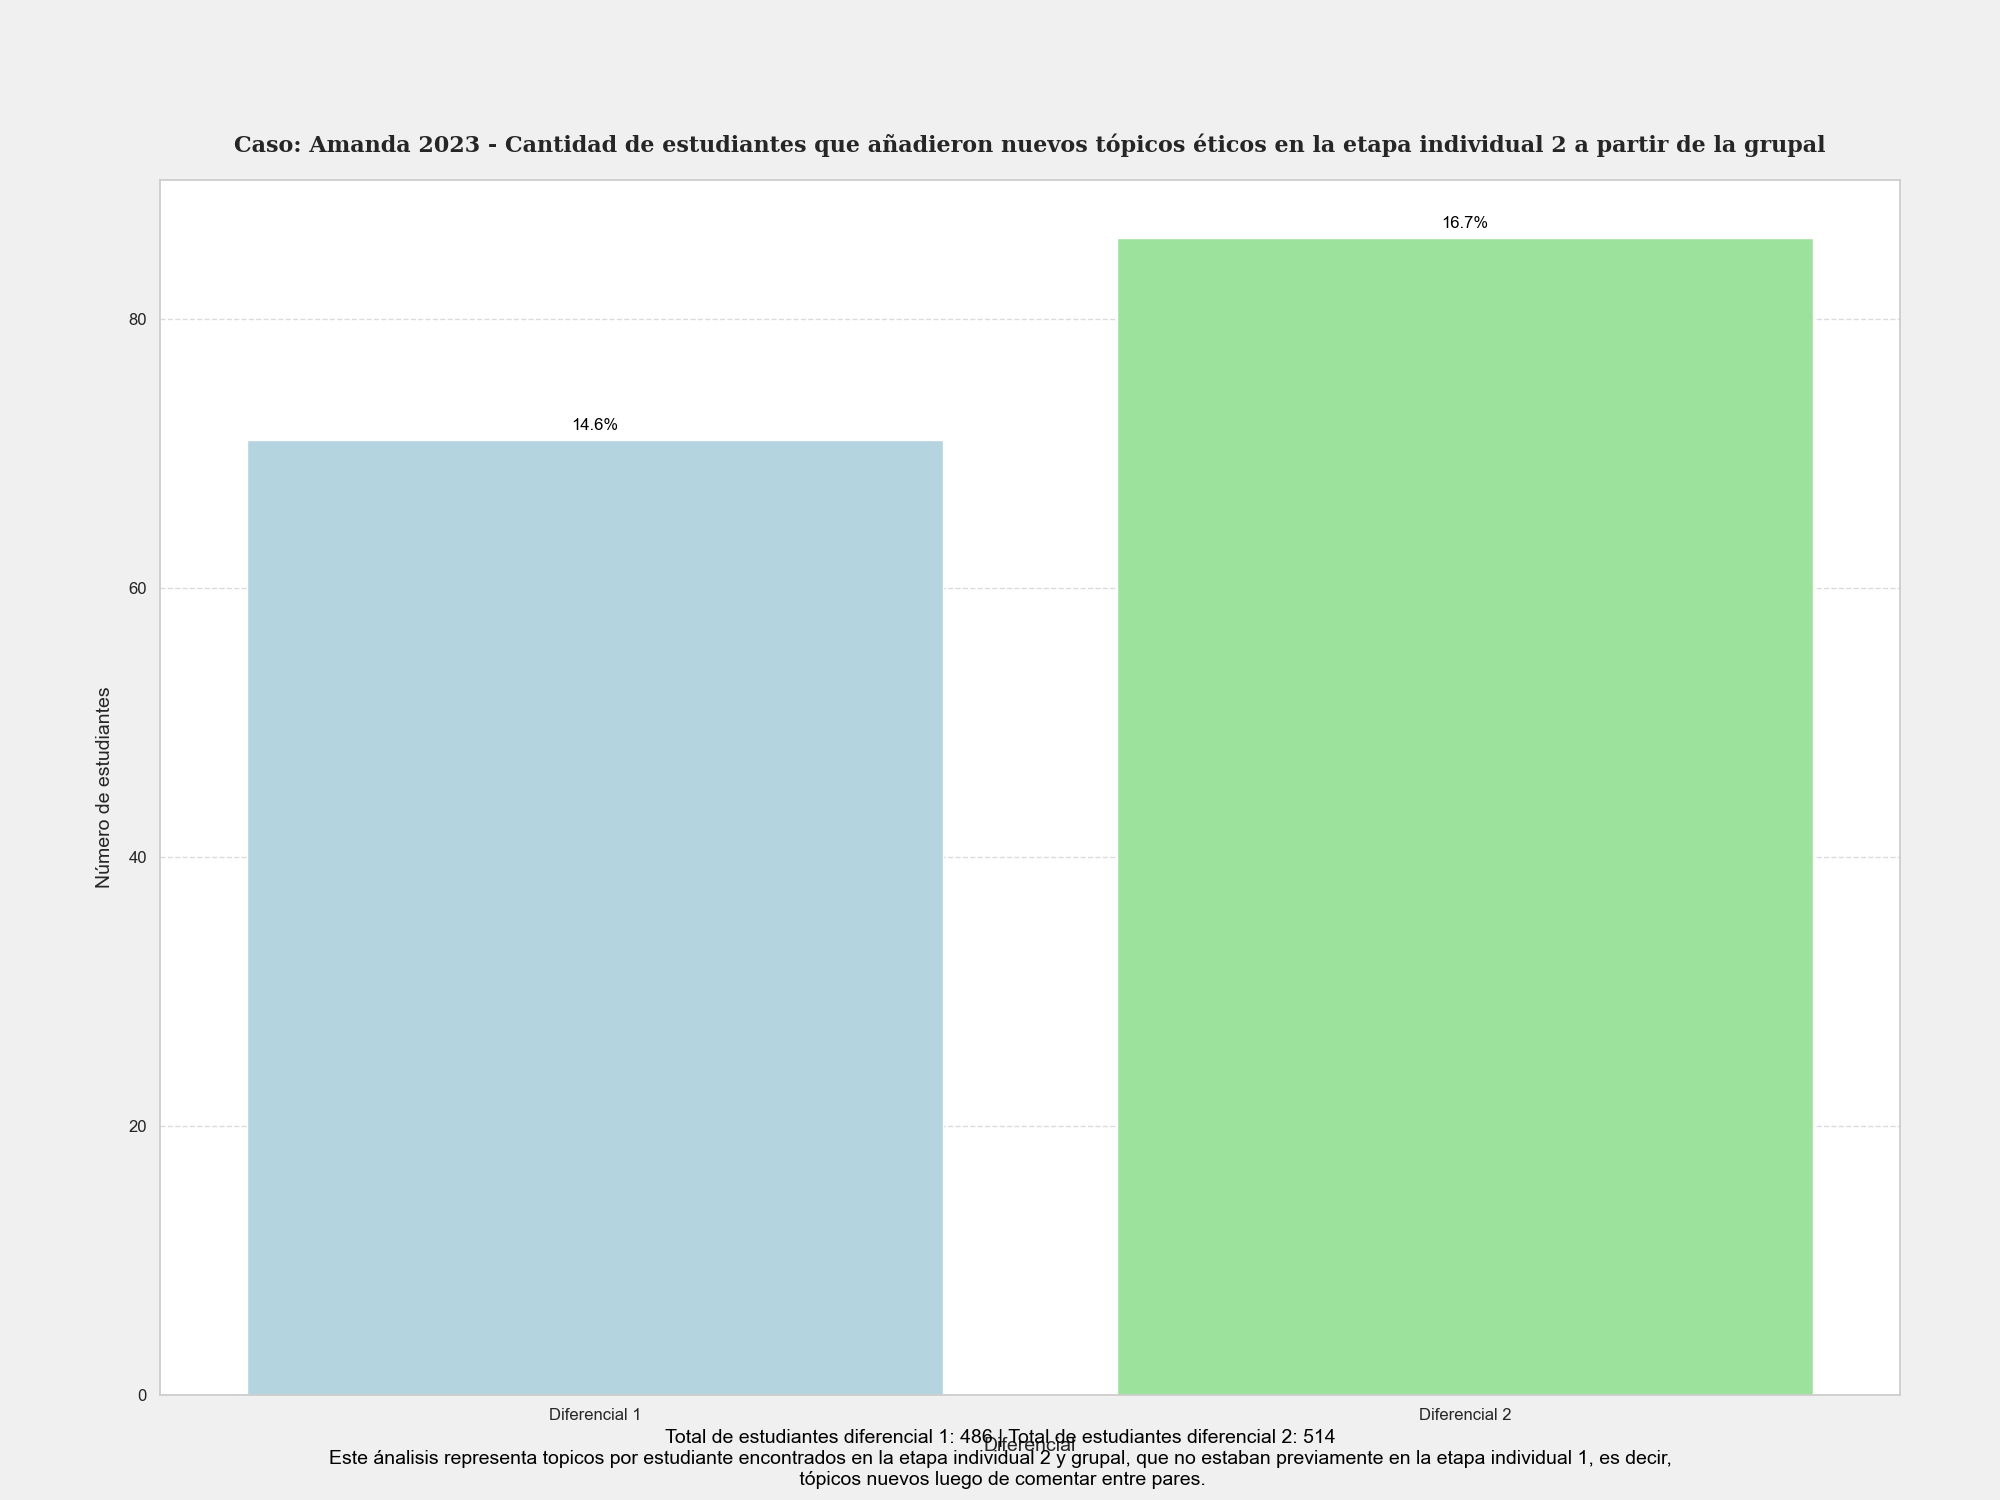 Caso: Amanda 2023 - Cantidad de estudiantes que añadieron nuevos tópicos éticos en la etapa individual 2 a partir de la grupal
16.7%
80
14.6%
60
Número de estudiantes
40
20
0
Diferencial 1
Diferencial 2
Total de estudiantes diferencial 1: 486 | Total de estudiantes diferencial 2: 514
Diferencial
Este ánalisis representa topicos por estudiante encontrados en la etapa individual 2 y grupal, que no estaban previamente en la etapa individual 1, es decir,
tópicos nuevos luego de comentar entre pares.